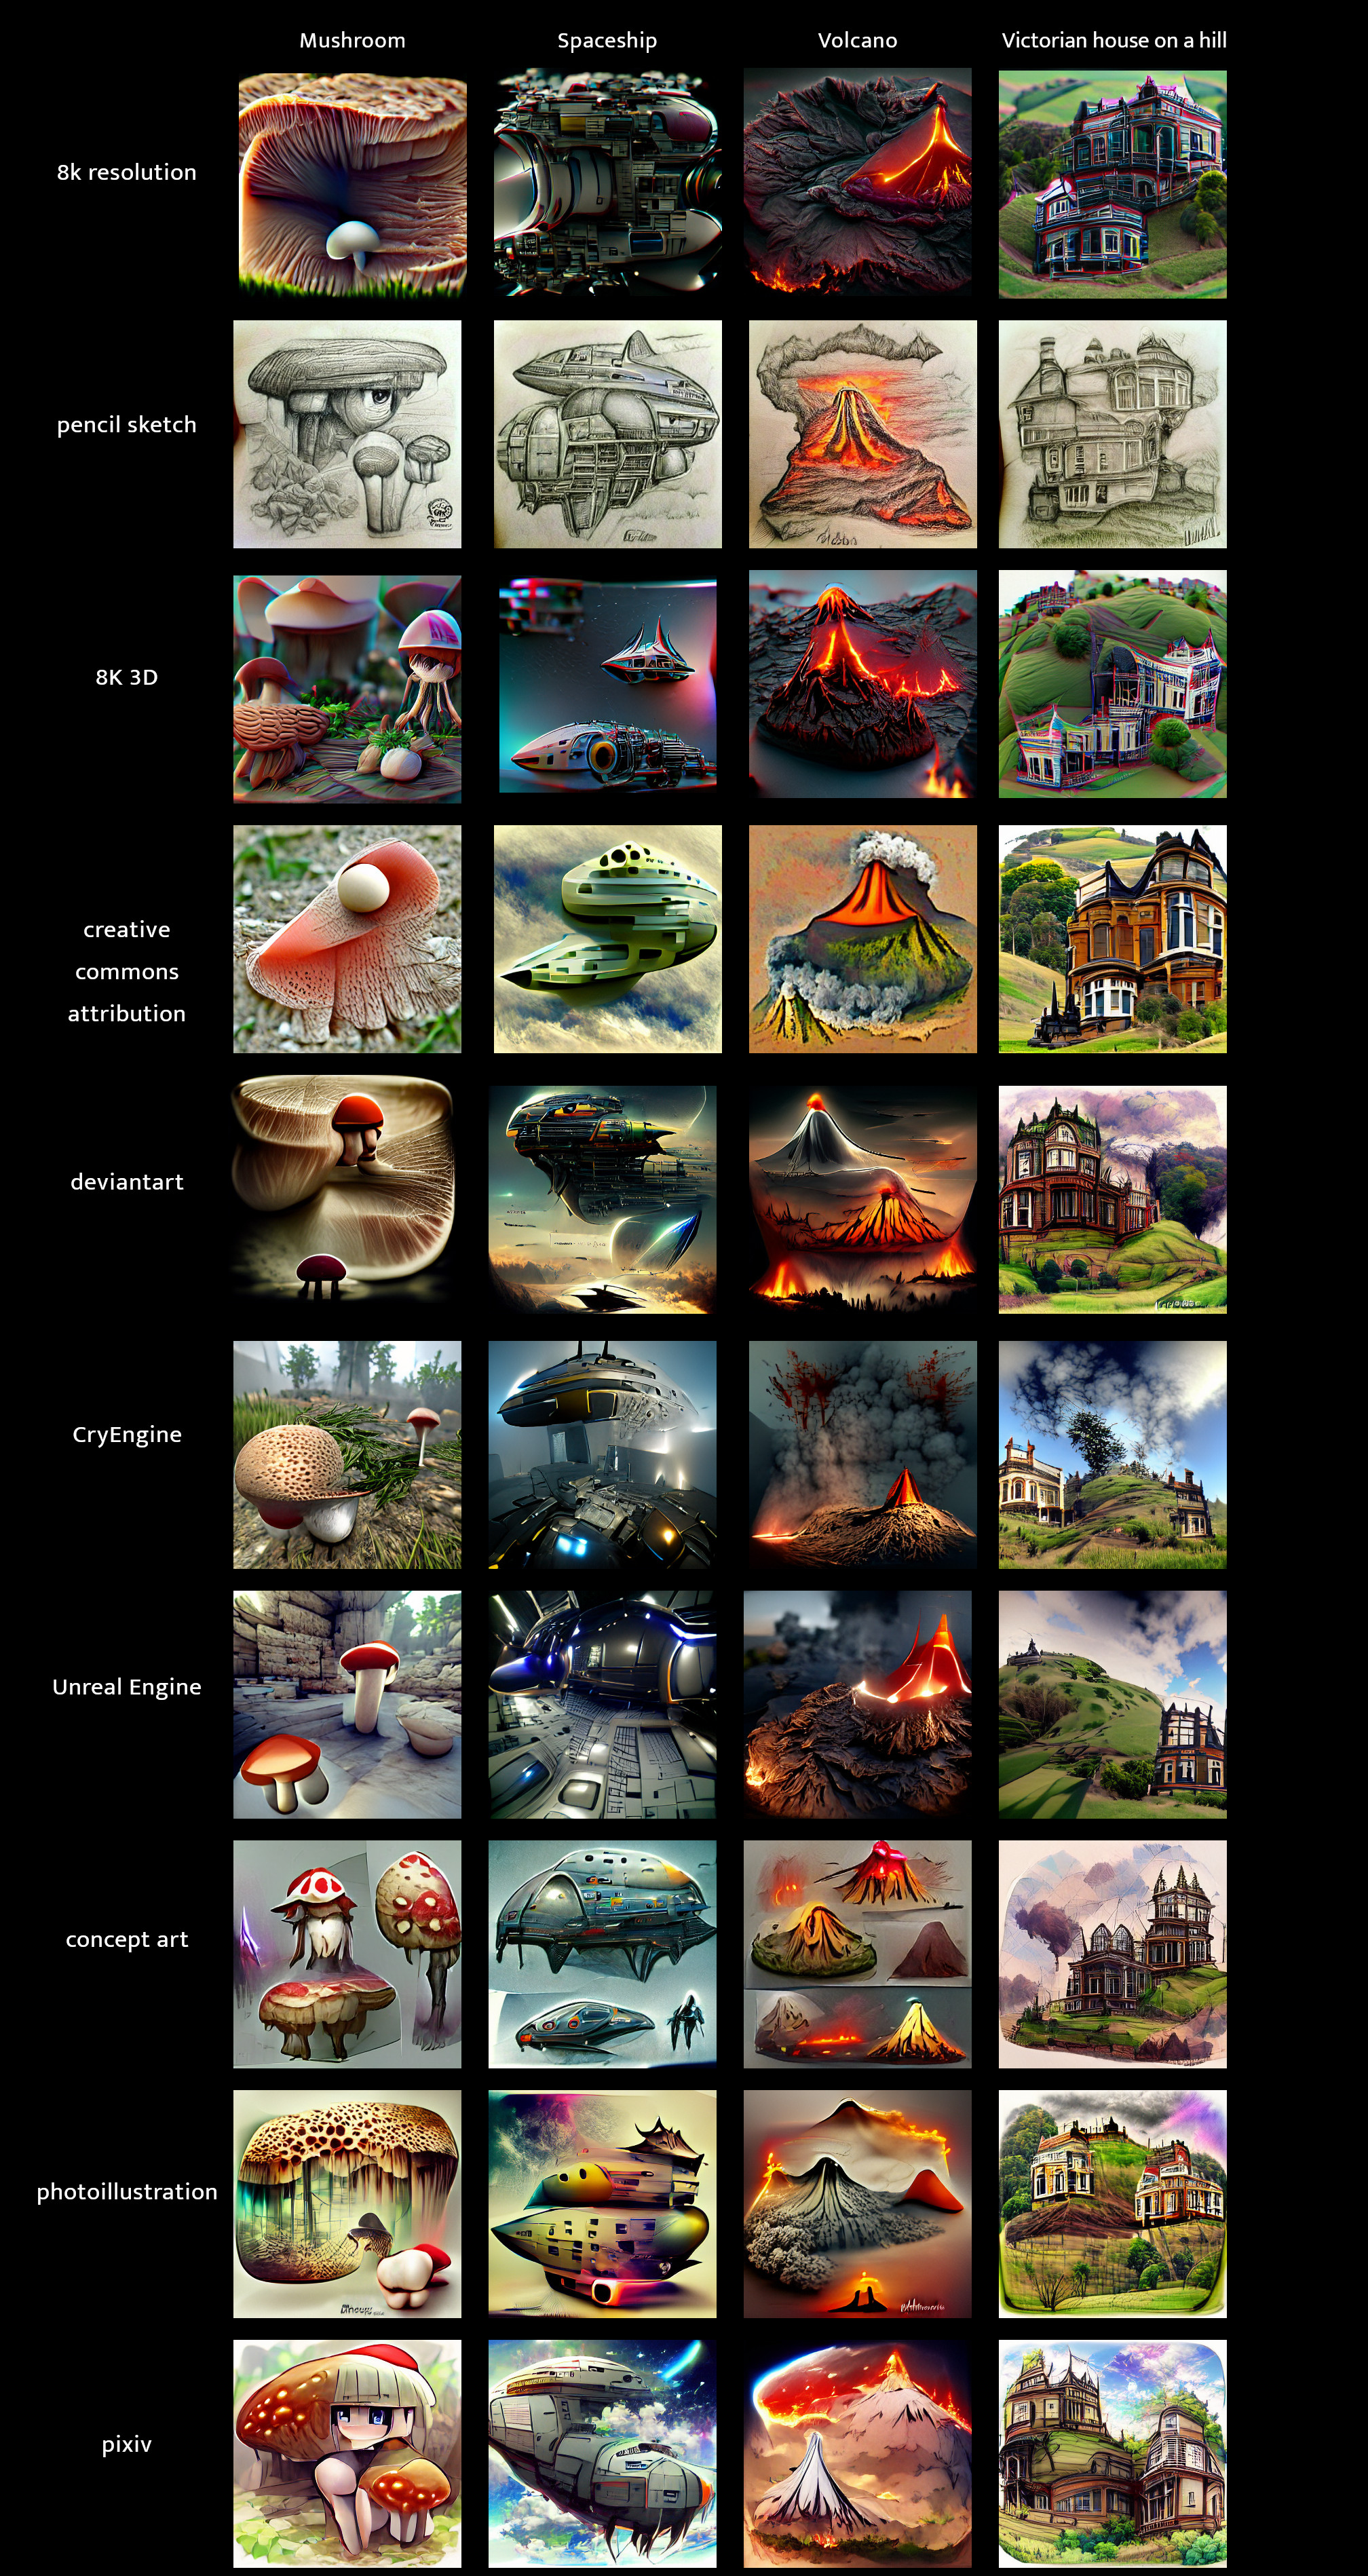 Mushroom
Spaceship
Volcano
Victorian house on a hill
8k resolution
pencil sketch
8K 3D
creative
commons
attribution
deviantart
CryEngine
Unreal Engine
concept art
photoillustration
pixiv